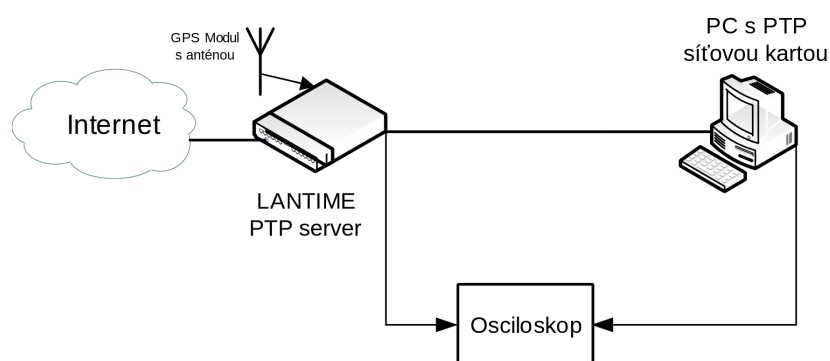 PC s PTP
síťovou kartou
GPS Modul
s anténou
Internet
LANTIME
PTP server
Osciloskop